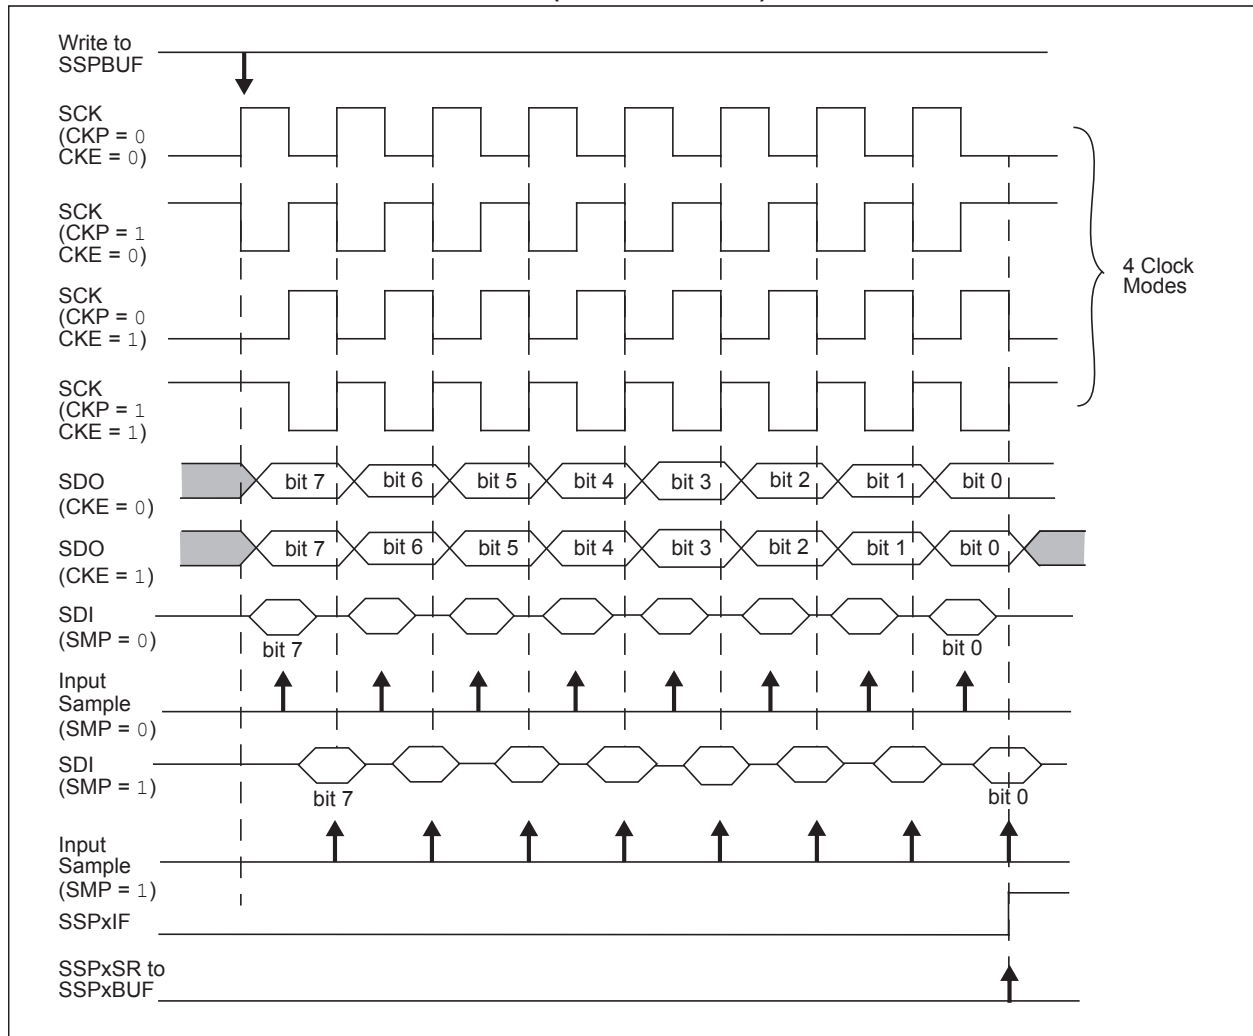 Write to
SSPBUF
SCK
(CKP = 0
CKE = 0)
SCK
(CKP = 1
CKE = 0)
4 Clock
Modes
SCK
(CKP = 0
CKE = 1)
SCK
(CKP = 1
CKE = 1)
SDO
(CKE = 0)
bit 7 bit 6 bit 5 bit 4 bit 3 bit 2 bit 1 bit 0
SDO
(CKE = 1)
bit 7 bit 6 bit 5 bit 4 bit 3 bit 2 bit 1 bit 0
SDI
(SMP = 0)
bit 7 bit 0
Input
Sample
(SMP = 0)
SDI
(SMP = 1)
bit 7 bit 0
Input
Sample
(SMP = 1)
SSPxIF
SSPxSR to
SSPxBUF